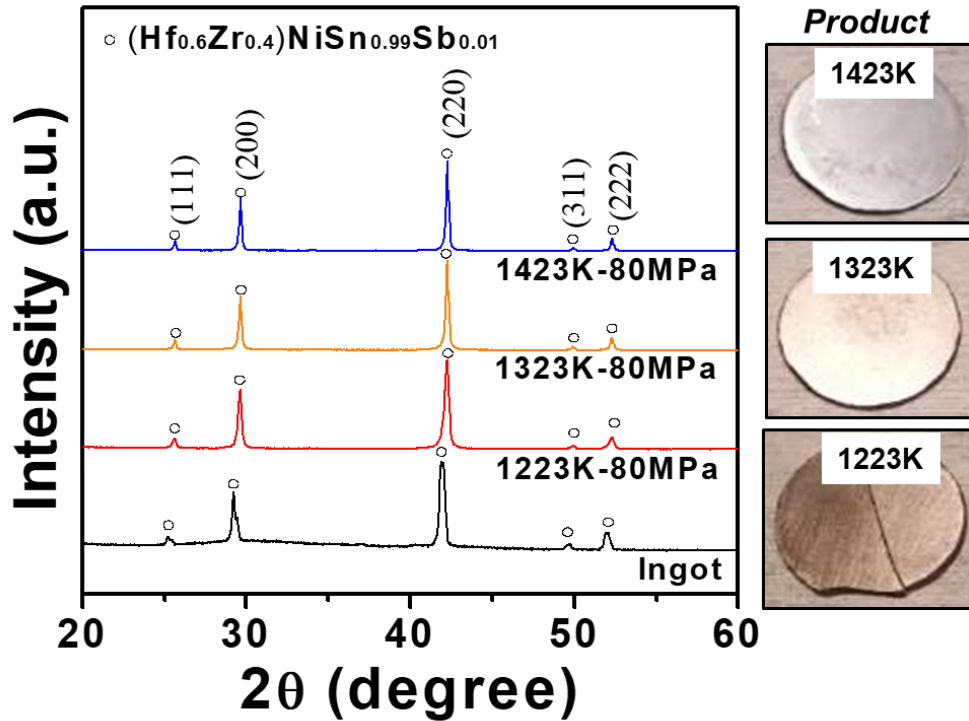 ○ (Hf0.6Zr0.4)NiSn0.99Sb0.01
Intensity (a.u.)
(111)
(200)
(220)
(311)
(222)
1423K-80MPa
1323K-80MPa
1223K-80MPa
Ingot
20 30 40 50 60
2θ (degree)
Product
1423K
1323K
1223K